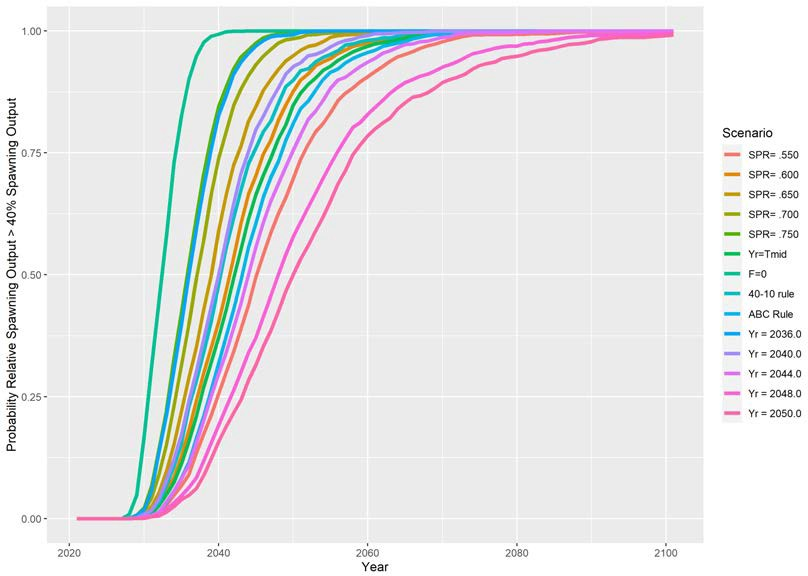 Probability Relative Spawning Output > 40% Spawning Output
1.00
0.75
0.50
0.25
0.00
2020
2040
2060
2080
2100
Year
Scenario
SPR= .550
SPR= .600
SPR= .650
SPR= .700
SPR= .750
Yr=Tmid
F=0
40-10 rule
ABC Rule
Yr = 2036.0
Yr = 2040.0
Yr = 2044.0
Yr = 2048.0
Yr = 2050.0